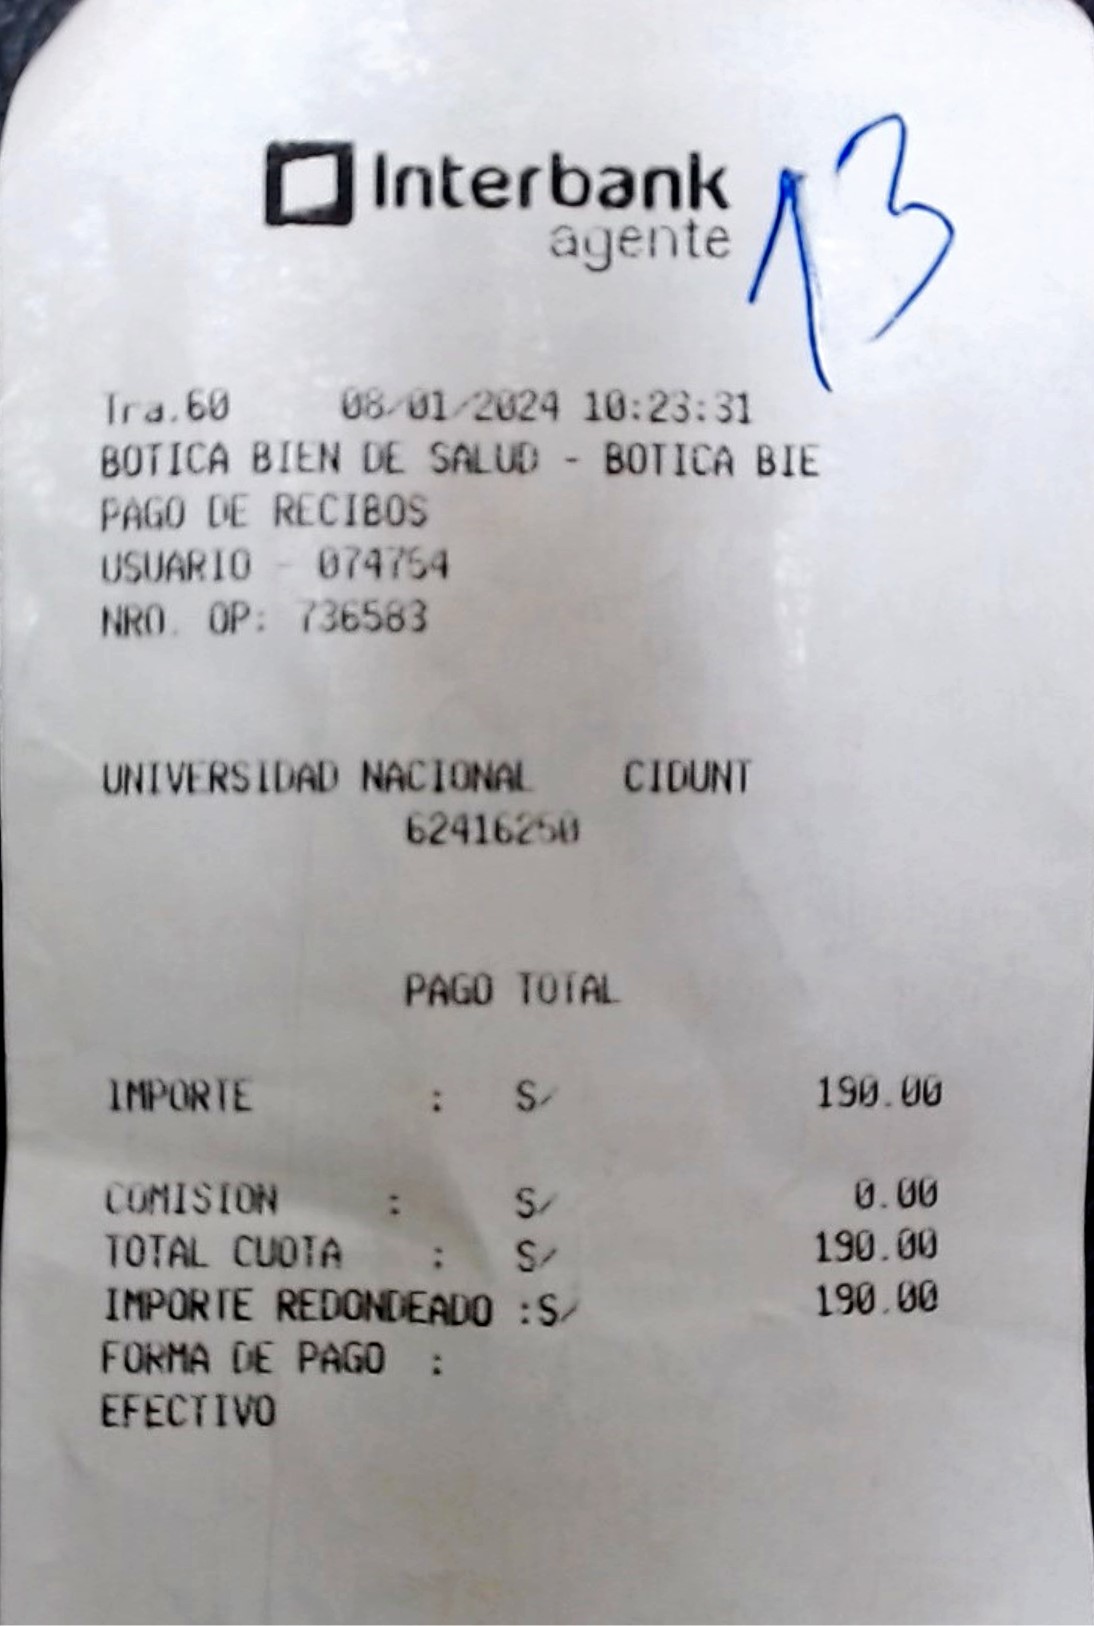 Interbank
agente
13
Tra.60 08/01/2024 10:23:31
BOTICA BIEN DE SALUD - BOTICA BIE
PAGO DE RECIBOS
USUARIO - 074754
NRO. OP: 736583
UNIVERSIDAD NACIONAL CIDUNT
62416250
PAGO TOTAL
IMPORTE : S/ 190.00
COMISION : S/ 0.00
TOTAL CUOTA : S/ 190.00
IMPORTE REDONDEADO :S/ 190.00
FORMA DE PAGO :
EFECTIVO